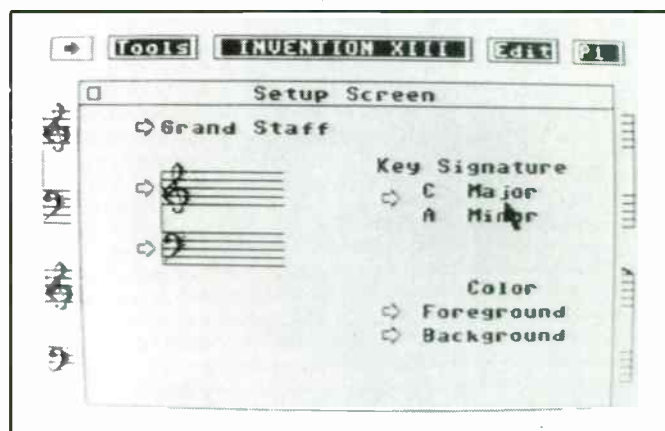 Tools INVENTION XIII Edit P1
Setup Screen
Grand Staff
Key Signature
C Major
A Minor
Color
Foreground
Background